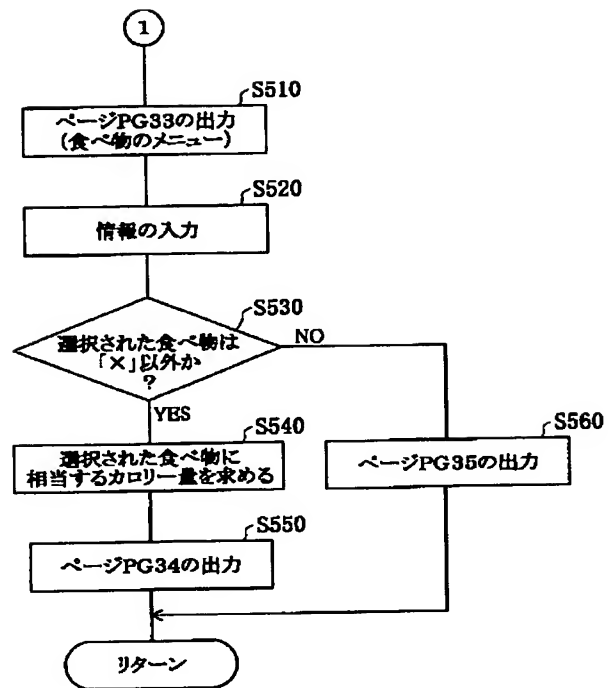 1
S510
ページPG33の出力
(食べ物のメニュー)
S520
情報の入力
S530
選択された食べ物は
「×」以外か
?
NO
YES
S540
選択された食べ物に
相当するカロリー量を求める
S560
ページPG35の出力
S550
ページPG34の出力
リターン